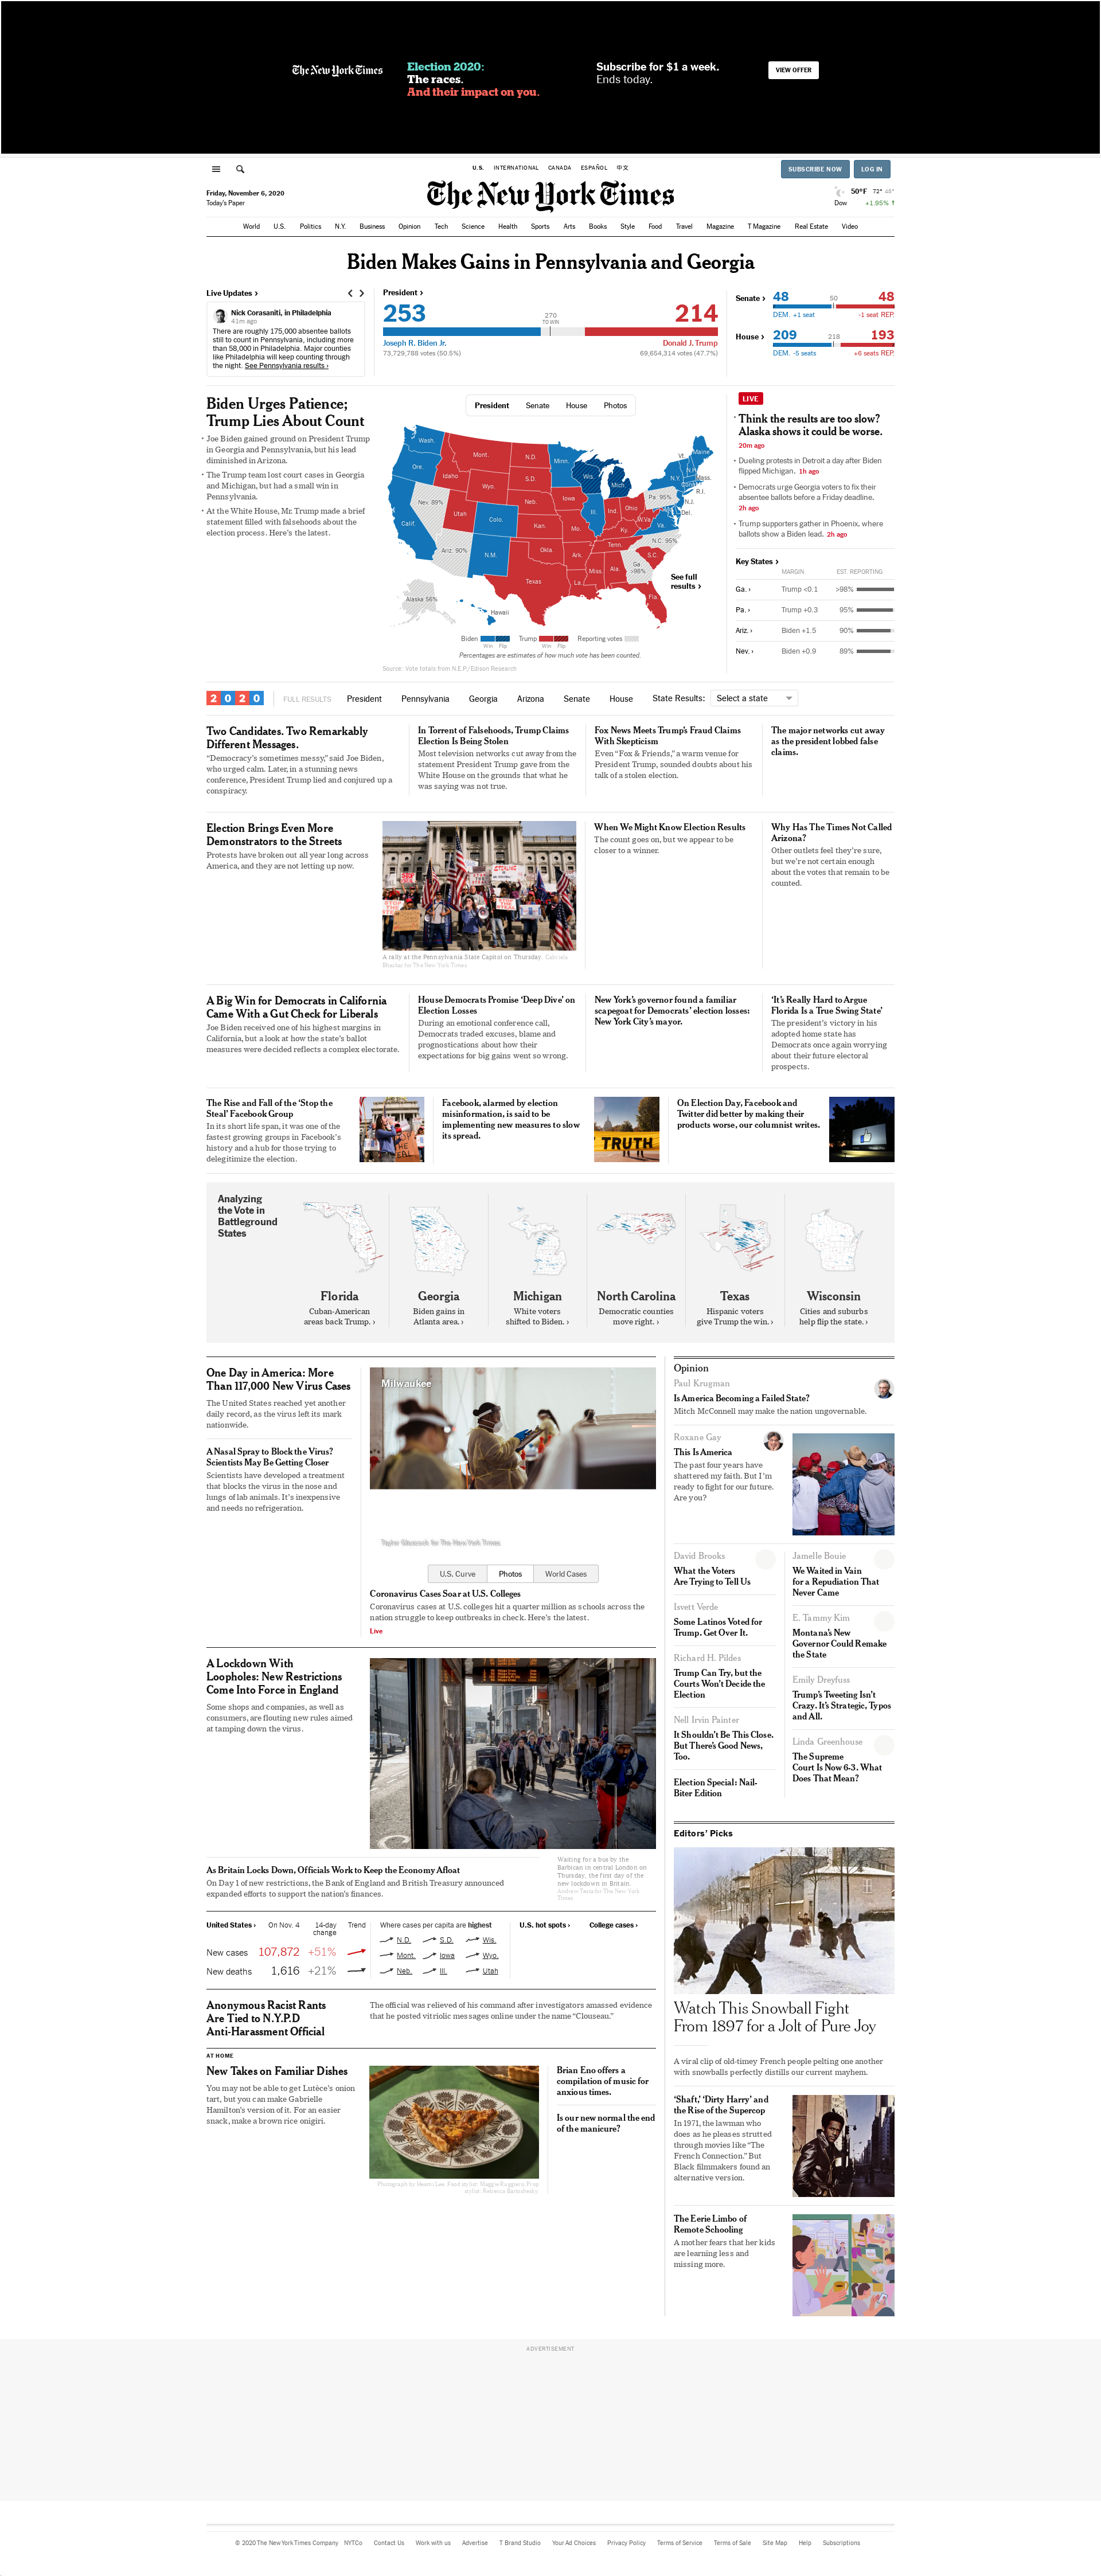 The New York Times
Election 2020:
The races.
And their impact on you.
Subscribe for $1 a week.
Ends today.
VIEW OFFER
U.S. INTERNATIONAL CANADA ESPAÑOL 中文
SUBSCRIBE NOW LOG IN
Friday, November 6, 2020
Today's Paper
The New York Times
50°F 72° 48°
Dow +1.95% ↑
World U.S. Politics N.Y. Business Opinion Tech Science Health Sports Arts Books Style Food Travel Magazine T Magazine Real Estate Video
Biden Makes Gains in Pennsylvania and Georgia
Live Updates ›
Nick Corasaniti, in Philadelphia
41m ago
There are roughly 175,000 absentee ballots
still to count in Pennsylvania, including more
than 58,000 in Philadelphia. Major counties
like Philadelphia will keep counting through
the night. See Pennsylvania results ›
President ›
253
270
TO WIN
214
Joseph R. Biden Jr.
Donald J. Trump
73,729,788 votes (50.5%)
69,654,314 votes (47.7%)
Senate › 48 50 48
DEM. +1 seat -1 seat REP.
House › 209 218 193
DEM. -5 seats +6 seats REP.
Biden Urges Patience;
Trump Lies About Count
• Joe Biden gained ground on President Trump
in Georgia and Pennsylvania, but his lead
diminished in Arizona.
• The Trump team lost court cases in Georgia
and Michigan, but had a small win in
Pennsylvania.
• At the White House, Mr. Trump made a brief
statement filled with falsehoods about the
election process. Here's the latest.
President Senate House Photos
Wash.
Ore.
Calif.
Nev. 89%
Idaho
Mont.
Wyo.
Utah
Colo.
Ariz. 90%
N.M.
N.D.
S.D.
Neb.
Kan.
Okla.
Texas
Minn.
Iowa
Mo.
Ark.
La.
Wis.
Ill.
Mich.
Ind.
Ohio
Ky.
Tenn.
Miss.
Ala.
Ga.
>98%
Fla.
S.C.
N.C. 95%
Va.
W.Va.
Pa. 95%
N.Y.
Vt.
N.H.
Maine
Mass.
R.I.
Conn.
N.J.
Del.
Alaska 56%
Hawaii
See full
results ›
Biden Trump Reporting votes
Win Flip Win Flip
Percentages are estimates of how much vote has been counted.
Source: Vote totals from N.E.P./Edison Research
LIVE
• Think the results are too slow?
Alaska shows it could be worse.
20m ago
• Dueling protests in Detroit a day after Biden
flipped Michigan. 1h ago
• Democrats urge Georgia voters to fix their
absentee ballots before a Friday deadline.
2h ago
• Trump supporters gather in Phoenix, where
ballots show a Biden lead. 2h ago
Key States ›
MARGIN EST. REPORTING
Ga. › Trump <0.1 >98%
Pa. › Trump +0.3 95%
Ariz. › Biden +1.5 90%
Nev. › Biden +0.9 89%
2020 FULL RESULTS President Pennsylvania Georgia Arizona Senate House State Results: Select a state
Two Candidates. Two Remarkably
Different Messages.
“Democracy's sometimes messy,” said Joe Biden,
who urged calm. Later, in a stunning news
conference, President Trump lied and conjured up a
conspiracy.
In Torrent of Falsehoods, Trump Claims
Election Is Being Stolen
Most television networks cut away from the
statement President Trump gave from the
White House on the grounds that what he
was saying was not true.
Fox News Meets Trump's Fraud Claims
With Skepticism
Even “Fox & Friends,” a warm venue for
President Trump, sounded doubts about his
talk of a stolen election.
The major networks cut away
as the president lobbed false
claims.
Election Brings Even More
Demonstrators to the Streets
Protests have broken out all year long across
America, and they are not letting up now.
A rally at the Pennsylvania State Capitol on Thursday. Gabriela
Bhaskar for The New York Times
When We Might Know Election Results
The count goes on, but we appear to be
closer to a winner.
Why Has The Times Not Called
Arizona?
Other outlets feel they're sure,
but we're not certain enough
about the votes that remain to be
counted.
A Big Win for Democrats in California
Came With a Gut Check for Liberals
Joe Biden received one of his highest margins in
California, but a look at how the state's ballot
measures were decided reflects a complex electorate.
House Democrats Promise ‘Deep Dive’ on
Election Losses
During an emotional conference call,
Democrats traded excuses, blame and
prognostications about how their
expectations for big gains went so wrong.
New York's governor found a familiar
scapegoat for Democrats' election losses:
New York City's mayor.
‘It's Really Hard to Argue
Florida Is a True Swing State’
The president's victory in his
adopted home state has
Democrats once again worrying
about their future electoral
prospects.
The Rise and Fall of the ‘Stop the
Steal’ Facebook Group
In its short life span, it was one of the
fastest growing groups in Facebook's
history and a hub for those trying to
delegitimize the election.
Facebook, alarmed by election
misinformation, is said to be
implementing new measures to slow
its spread.
TRUTH
On Election Day, Facebook and
Twitter did better by making their
products worse, our columnist writes.
Analyzing
the Vote in
Battleground
States
Florida
Cuban-American
areas back Trump. ›
Georgia
Biden gains in
Atlanta area. ›
Michigan
White voters
shifted to Biden. ›
North Carolina
Democratic counties
move right. ›
Texas
Hispanic voters
give Trump the win. ›
Wisconsin
Cities and suburbs
help flip the state. ›
One Day in America: More
Than 117,000 New Virus Cases
The United States reached yet another
daily record, as the virus left its mark
nationwide.
A Nasal Spray to Block the Virus?
Scientists May Be Getting Closer
Scientists have developed a treatment
that blocks the virus in the nose and
lungs of lab animals. It's inexpensive
and needs no refrigeration.
Milwaukee
Taylor Glascock for The New York Times
U.S. Curve Photos World Cases
Coronavirus Cases Soar at U.S. Colleges
Coronavirus cases at U.S. colleges hit a quarter million as schools across the
nation struggle to keep outbreaks in check. Here's the latest.
Live
A Lockdown With
Loopholes: New Restrictions
Come Into Force in England
Some shops and companies, as well as
consumers, are flouting new rules aimed
at tamping down the virus.
As Britain Locks Down, Officials Work to Keep the Economy Afloat
On Day 1 of new restrictions, the Bank of England and British Treasury announced
expanded efforts to support the nation's finances.
Waiting for a bus by the
Barbican in central London on
Thursday, the first day of the
new lockdown in Britain.
Andrew Testa for The New York
Times
United States › On Nov. 4 14-day
change Trend
New cases 107,872 +51%
New deaths 1,616 +21%
Where cases per capita are highest
N.D. S.D. Wis.
Mont. Iowa Wyo.
Neb. Ill. Utah
U.S. hot spots › College cases ›
Anonymous Racist Rants
Are Tied to N.Y.P.D
Anti-Harassment Official
The official was relieved of his command after investigators amassed evidence
that he posted vitriolic messages online under the name “Clouseau.”
AT HOME
New Takes on Familiar Dishes
You may not be able to get Lutèce's onion
tart, but you can make Gabrielle
Hamilton's version of it. For an easier
snack, make a brown rice onigiri.
Brian Eno offers a
compilation of music for
anxious times.
Is our new normal the end
of the manicure?
Opinion
Paul Krugman
Is America Becoming a Failed State?
Mitch McConnell may make the nation ungovernable.
Roxane Gay
This Is America
The past four years have
shattered my faith. But I'm
ready to fight for our future.
Are you?
David Brooks
What the Voters
Are Trying to Tell Us
Isvett Verde
Some Latinos Voted for
Trump. Get Over It.
Richard H. Pildes
Trump Can Try, but the
Courts Won't Decide the
Election
Nell Irvin Painter
It Shouldn't Be This Close.
But There's Good News,
Too.
Election Special: Nail-
Biter Edition
Jamelle Bouie
We Waited in Vain
for a Repudiation That
Never Came
E. Tammy Kim
Montana's New
Governor Could Remake
the State
Emily Dreyfuss
Trump's Tweeting Isn't
Crazy. It's Strategic, Typos
and All.
Linda Greenhouse
The Supreme
Court Is Now 6-3. What
Does That Mean?
Editors' Picks
Watch This Snowball Fight
From 1897 for a Jolt of Pure Joy
A viral clip of old-timey French people pelting one another
with snowballs perfectly distills our current mayhem.
‘Shaft,’ ‘Dirty Harry’ and
the Rise of the Supercop
In 1971, the lawman who
does as he pleases strutted
through movies like “The
French Connection.” But
Black filmmakers found an
alternative version.
The Eerie Limbo of
Remote Schooling
A mother fears that her kids
are learning less and
missing more.
ADVERTISEMENT
© 2020 The New York Times Company NYTCo Contact Us Work with us Advertise T Brand Studio Your Ad Choices Privacy Policy Terms of Service Terms of Sale Site Map Help Subscriptions